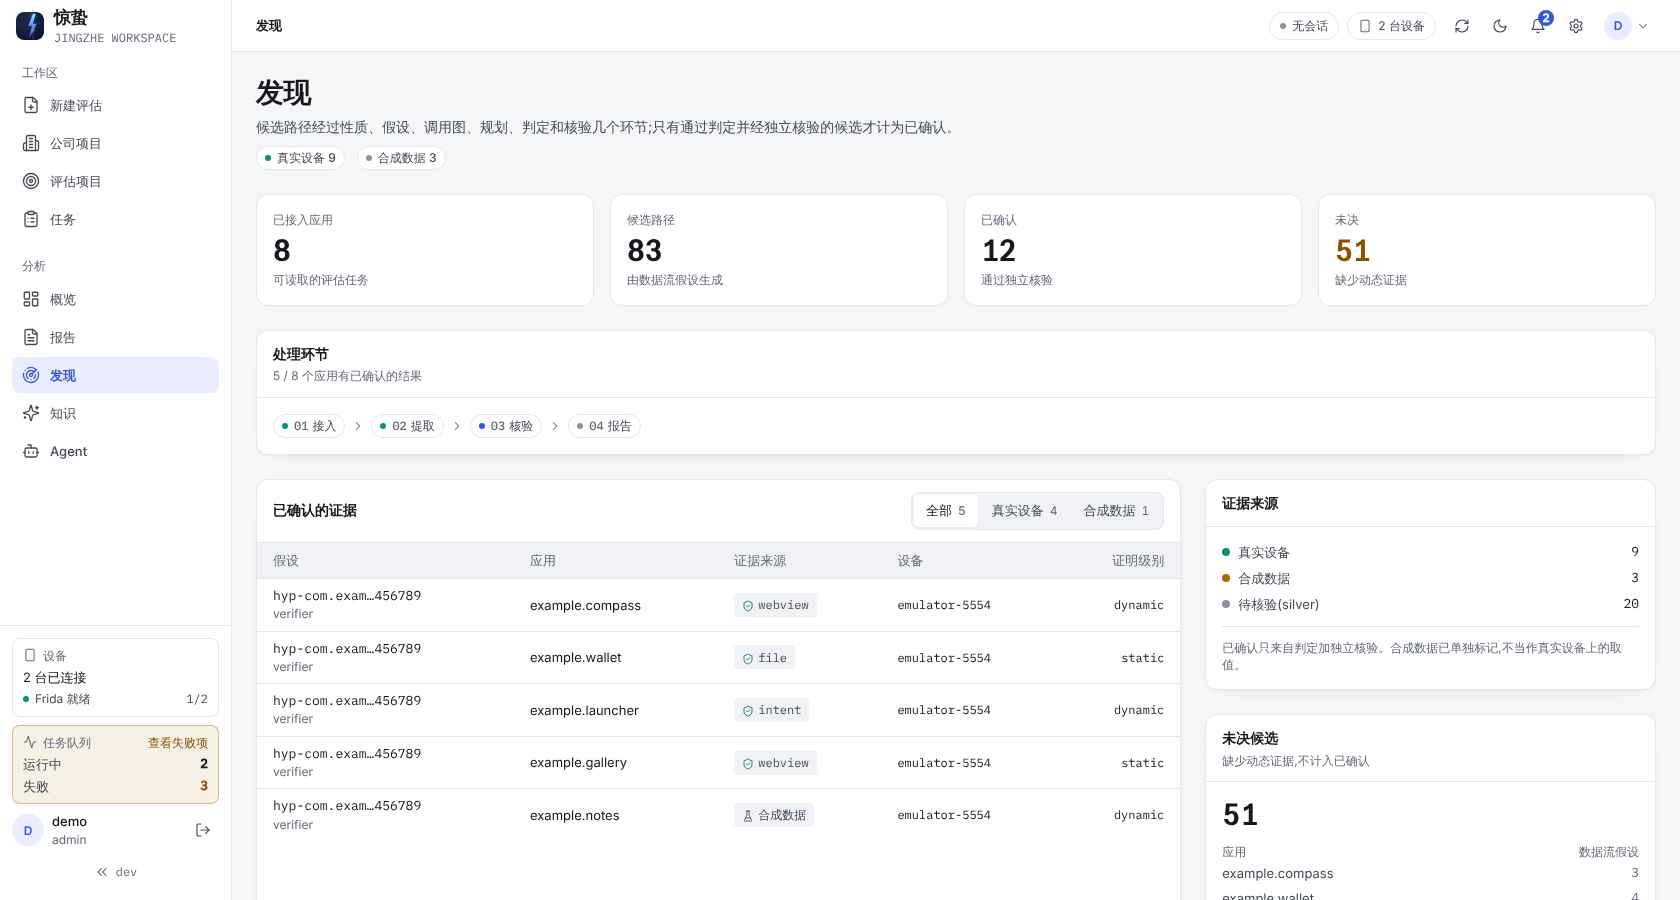 惊蛰
JINGZHE WORKSPACE
工作区
新建评估
公司项目
评估项目
任务
分析
概览
报告
发现
知识
Agent
设备
2 台已连接
Frida 就绪 1/2
任务队列 查看失败项
运行中 2
失败 3
D demo
admin
dev
发现 无会话 2 台设备 2 D
发现
候选路径经过性质、假设、调用图、规划、判定和核验几个环节;只有通过判定并经独立核验的候选才计为已确认。
真实设备 9 合成数据 3
已接入应用
8
可读取的评估任务
候选路径
83
由数据流假设生成
已确认
12
通过独立核验
未决
51
缺少动态证据
处理环节
5 / 8 个应用有已确认的结果
01 接入 02 提取 03 核验 04 报告
已确认的证据 全部 5 真实设备 4 合成数据 1
假设 应用 证据来源 设备 证明级别
hyp-com.exam…456789
verifier
example.compass webview emulator-5554 dynamic
hyp-com.exam…456789
verifier
example.wallet file emulator-5554 static
hyp-com.exam…456789
verifier
example.launcher intent emulator-5554 dynamic
hyp-com.exam…456789
verifier
example.gallery webview emulator-5554 static
hyp-com.exam…456789
verifier
example.notes 合成数据 emulator-5554 dynamic
证据来源
真实设备 9
合成数据 3
待核验(silver) 20
已确认只来自判定加独立核验。合成数据已单独标记,不当作真实设备上的取
值。
未决候选
缺少动态证据,不计入已确认
51
应用 数据流假设
example.compass 3
example.wallet 4